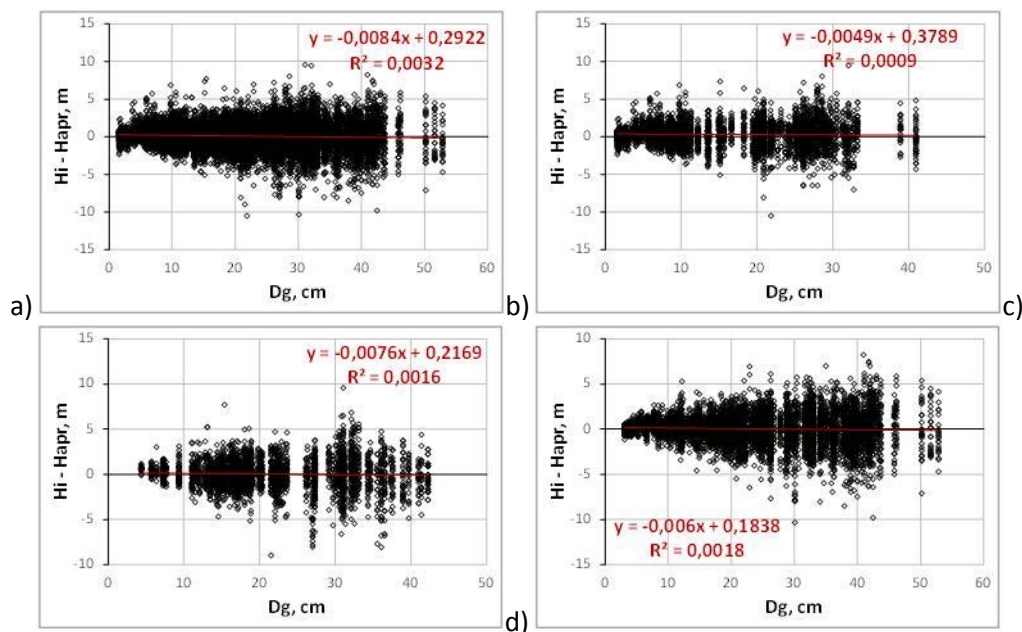 y = -0,0084x + 0,2922
R² = 0,0032
15
10
5
0
-5
-10
-15
0 10 20 30 40 50 60
Hi - Hapr, m
Dg, cm
a)
y = -0,0049x + 0,3789
R² = 0,0009
15
10
5
0
-5
-10
-15
0 10 20 30 40 50
Hi - Hapr, m
Dg, cm
b)
c)
y = -0,0076x + 0,2169
R² = 0,0016
15
10
5
0
-5
-10
0 10 20 30 40 50
Hi - Hapr, m
Dg, cm
d)
10
5
0
-5
-10
-15
y = -0,006x + 0,1838
R² = 0,0018
0 10 20 30 40 50 60
Hi - Hapr, m
Dg, cm